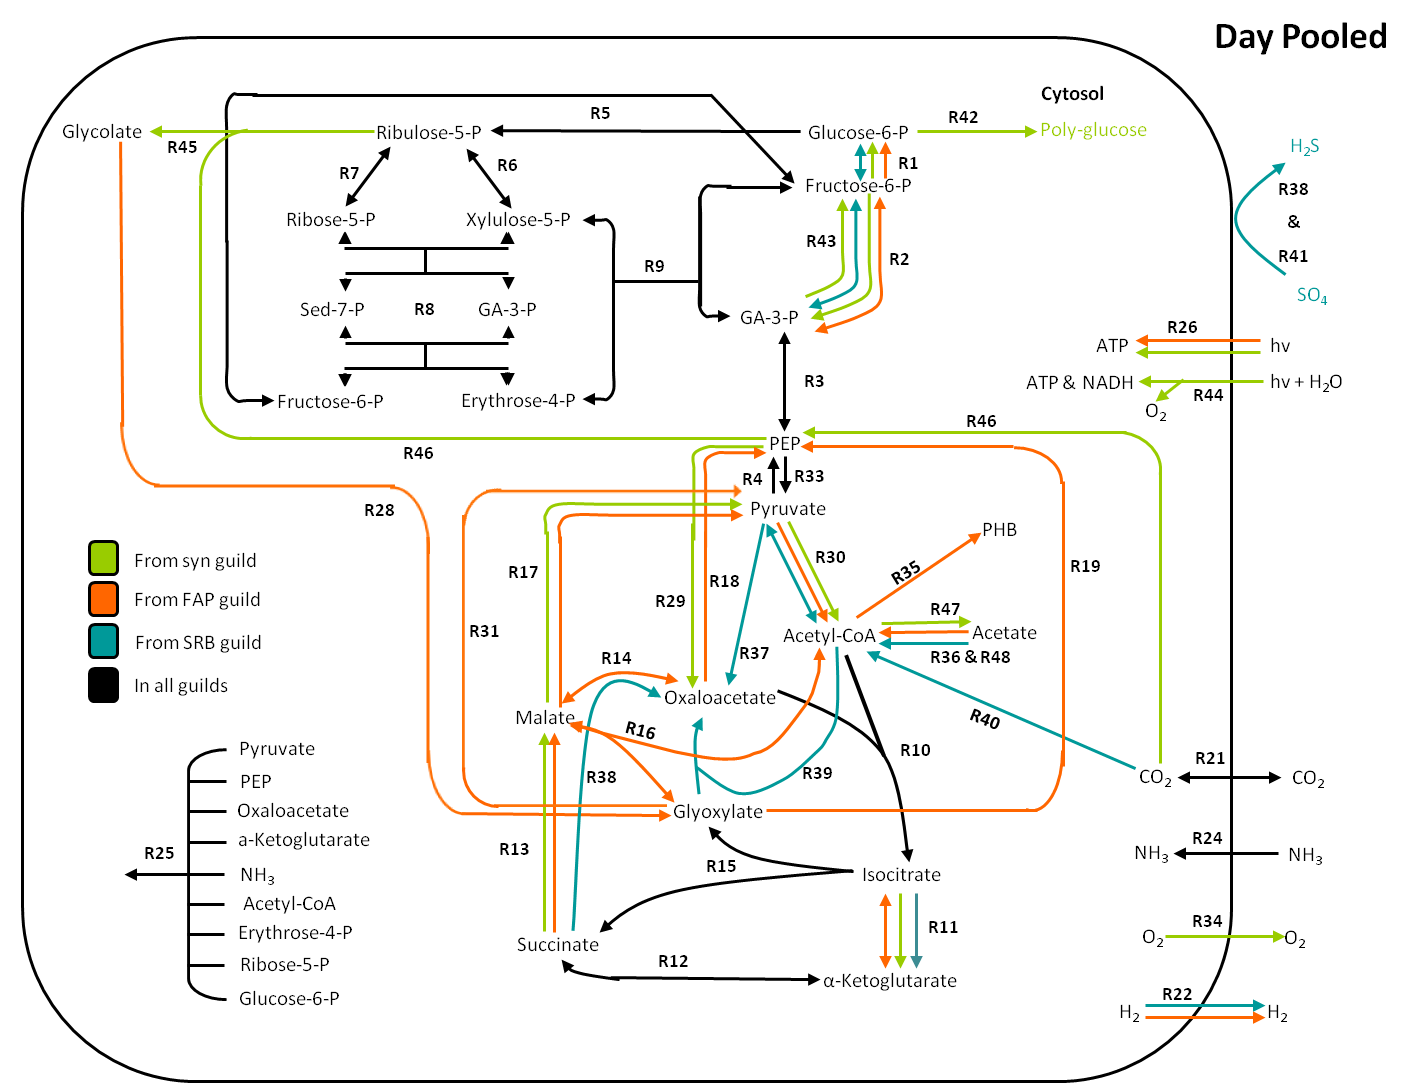 Day Pooled
Cytosol
Glycolate
R45
Ribulose-5-P
R5
Glucose-6-P
R42
Poly-glucose
R7
R6
R1
Fructose-6-P
H2S
R38
&
R41
SO4
Ribose-5-P
Xylulose-5-P
R43
R2
R9
Sed-7-P
R8
GA-3-P
GA-3-P
R26
ATP
hv
R3
ATP & NADH
hv + H2O
R44
O2
Fructose-6-P
Erythrose-4-P
R46
PEP
R46
R4
R33
R28
Pyruvate
PHB
From syn guild
R17
R18
R30
R35
R19
From FAP guild
R29
R47
R31
Acetyl-CoA
Acetate
From SRB guild
R37
R36 & R48
In all guilds
R14
Oxaloacetate
Malate
R16
R40
R10
R38
R39
CO2
R21
CO2
Glyoxylate
R13
R15
Isocitrate
NH3
R24
NH3
R11
Succinate
R12
α-Ketoglutarate
O2
R34
O2
R22
H2
H2
R25
Pyruvate
PEP
Oxaloacetate
a-Ketoglutarate
NH3
Acetyl-CoA
Erythrose-4-P
Ribose-5-P
Glucose-6-P